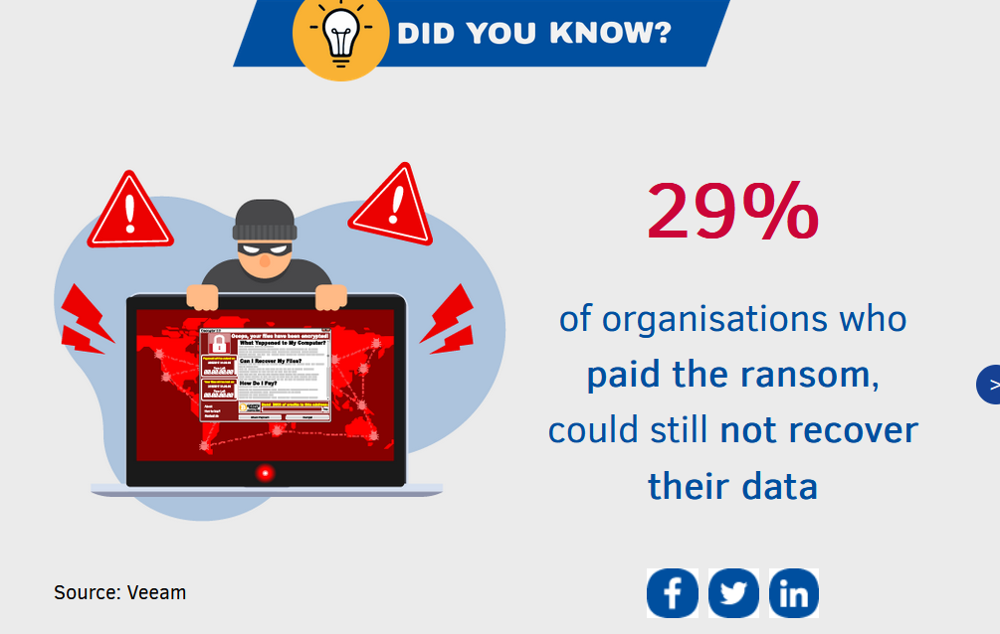 DID YOU KNOW?
29%
of organisations who
paid the ransom,
could still not recover
their data
Ooops, your files have been encrypted!
What Happened to My Computer?
Can I Recover My Files?
How Do I Pay?
Source: Veeam